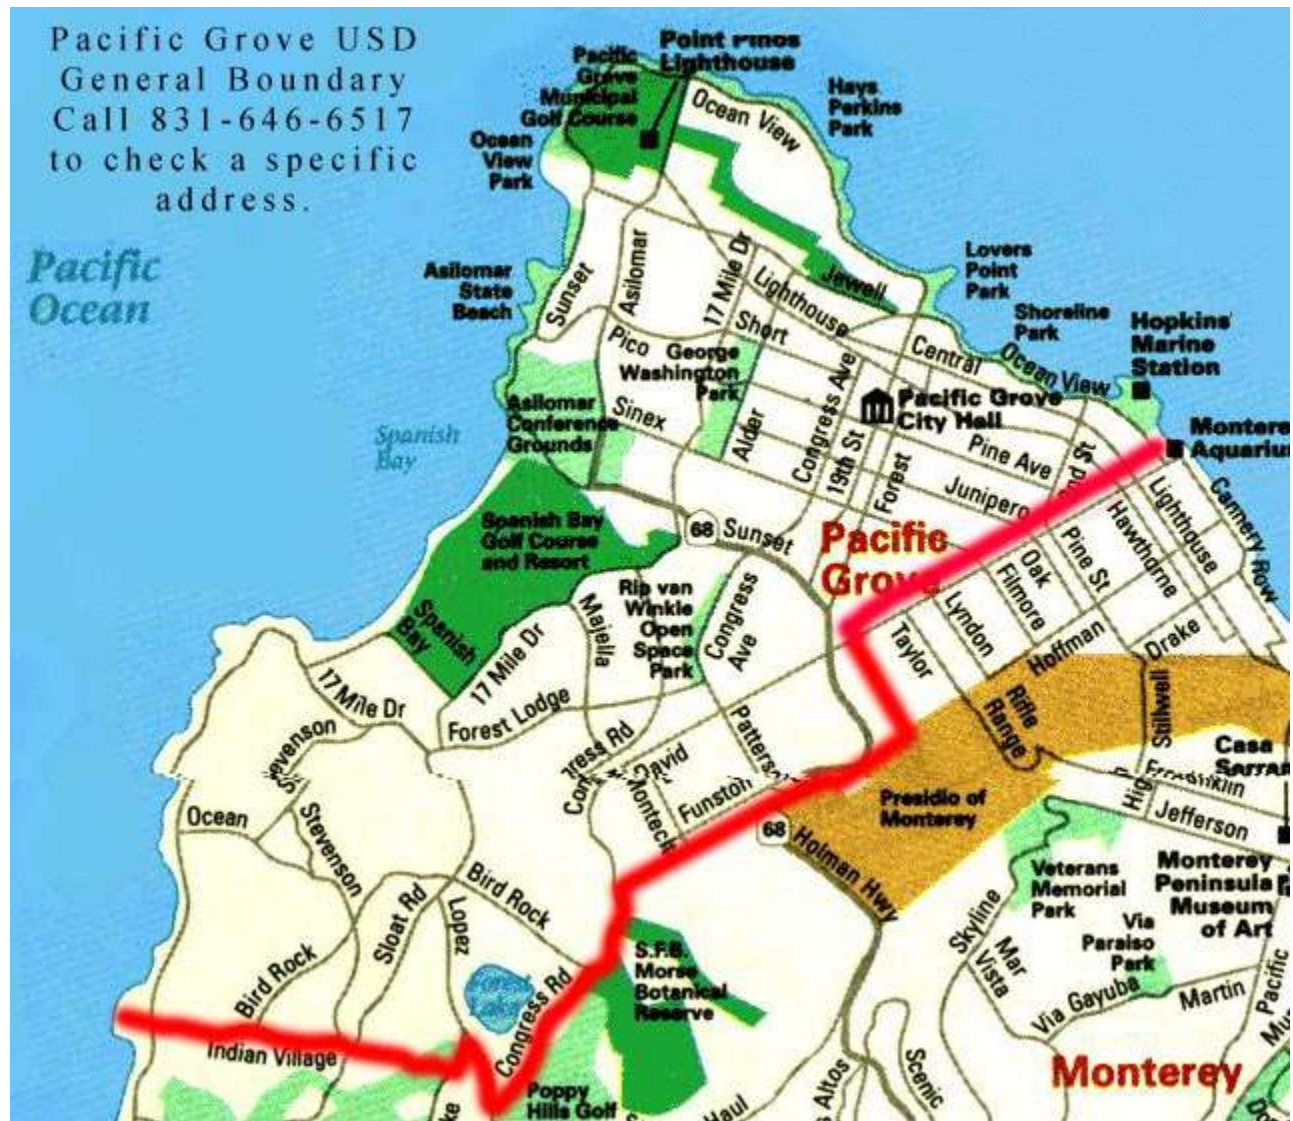 Pacific Grove USD
General Boundary
Call 831-646-6517
to check a specific
address.
Pacific
Ocean
Point Pinos
Lighthouse
Pacific
Grove
Municipal
Golf Course
Ocean
View
Park
Ocean View
Hays
Perkins
Park
Asilomar
State
Beach
Sunset
Asilomar
17 Mile Dr
Lighthouse
Jewell
Lovers
Point
Park
Shoreline
Park
Hopkins
Marine
Station
Pico
George
Washington
Park
Short
Central
Ocean View
Congress Ave
Pacific Grove
City Hall
Asilomar
Conference
Grounds
Sinex
Alder
19th St
Forest
Pine Ave
Junipero
Montere
Aquariu
Spanish
Bay
Spanish Bay
Golf Course
and Resort
68
Sunset
Pacific
Grove
Hawthorne
Lighthouse
Cannery Row
Pine St
Oak
Filmore
Lyndon
Taylor
Hoffman
Drake
Rip van
Winkle
Open
Space
Park
Congress
Ave
Majella
Spanish
Bay
17 Mile Dr
17 Mile Dr
Forest Lodge
Stevenson
Rifle
Range
Stilwell
Casa
David
Funston
Presidio of
Monterey
Jefferson
Ocean
Stevenson
68
Holman Hwy
Veterans
Memorial
Park
Monterey
Peninsula
Museum
of Art
Via
Paraiso
Park
Bird Rock
Sloat Rd
Lopez
Bird Rock
Skyline
Mar
Vista
Via Gayuba
Martin
Pacific
S.F.B.
Morse
Botanical
Reserve
Congress Rd
Indian Village
Poppy
Hills Golf
Scenic
Monterey
Haul
Altos